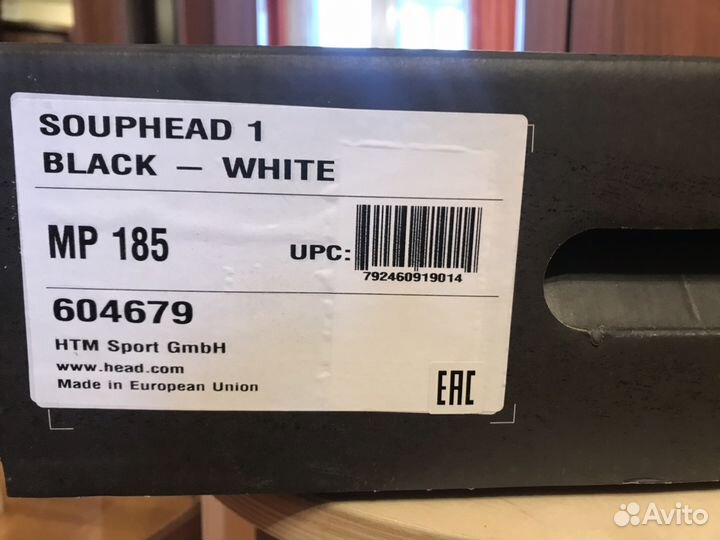 SOUPHEAD 1
BLACK – WHITE
MP 185
UPC:
792460919014
604679
HTM Sport GmbH
www.head.com
Made in European Union
EAC
Avito